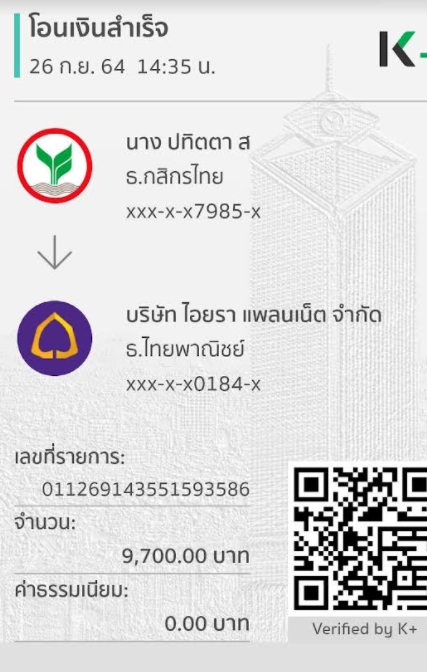 โอนเงินสำเร็จ
26 ก.ย. 64 14:35 น.
K+
นาง ปทิตตา ส
ธ.กสิกรไทย
xxx-x-x7985-x
บริษัท ไอยรา แพลนเน็ต จำกัด
ธ.ไทยพาณิชย์
xxx-x-x0184-x
เลขที่รายการ:
011269143551593586
จำนวน:
9,700.00 บาท
ค่าธรรมเนียม:
0.00 บาท
Verified by K+